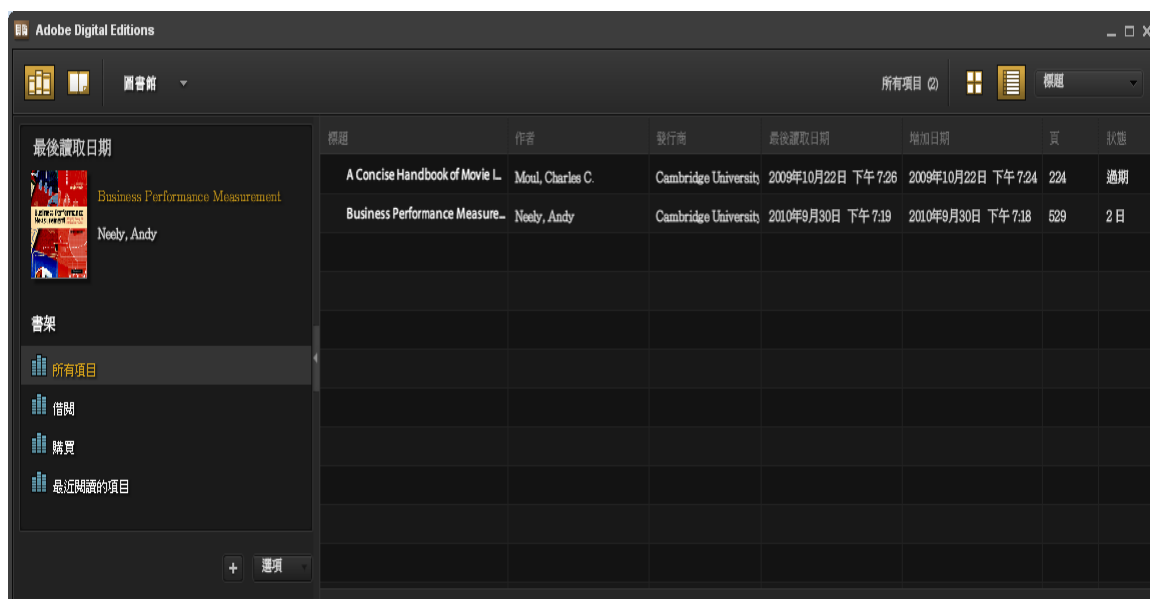 Adobe Digital Editions
圖書館
所有項目 (2)
標題
最後讀取日期
Business Performance Measurement
Neely, Andy
書架
所有項目
借閱
購買
最近閱讀的項目
選項
標題 作者 發行商 最後讀取日期 增加日期 頁 狀態
A Concise Handbook of Movie I... Moul, Charles C. Cambridge University 2009年10月22日 下午 7:26 2009年10月22日 下午 7:24 224 過期
Business Performance Measure... Neely, Andy Cambridge University 2010年9月30日 下午 7:19 2010年9月30日 下午 7:18 529 2 日